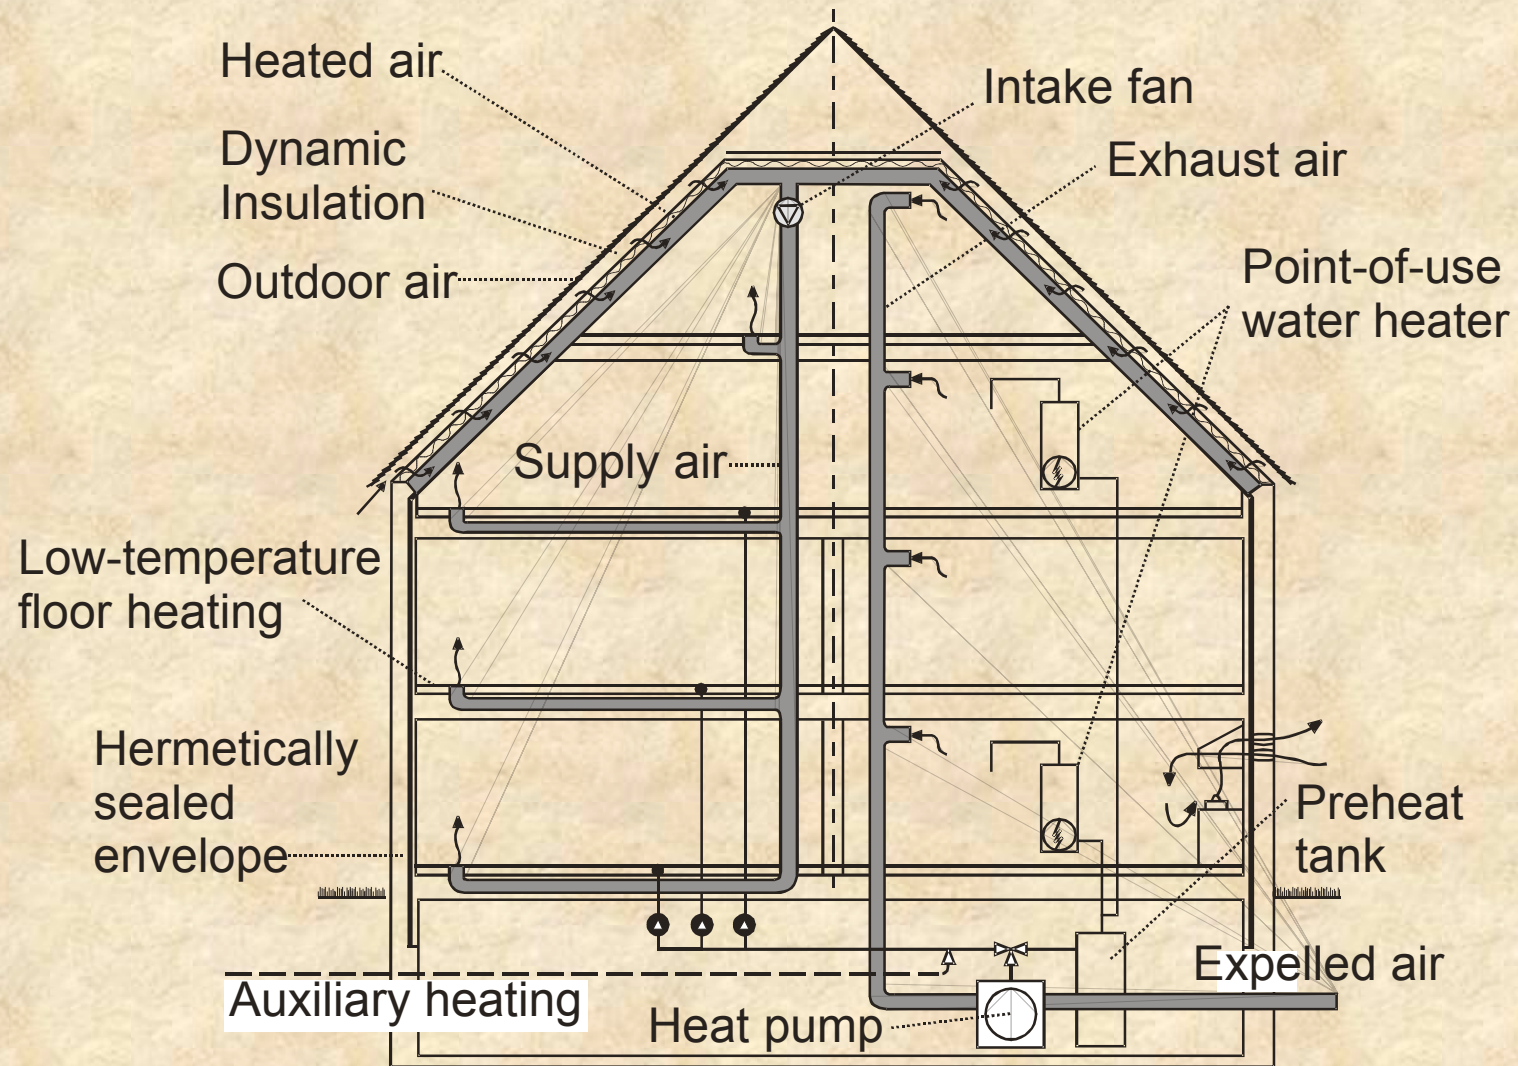 Heated air
Intake fan
Dynamic
Insulation
Exhaust air
Outdoor air
Point-of-use
water heater
Supply air
Low-temperature
floor heating
Hermetically
sealed
envelope
Preheat
tank
Expelled air
Auxiliary heating
Heat pump